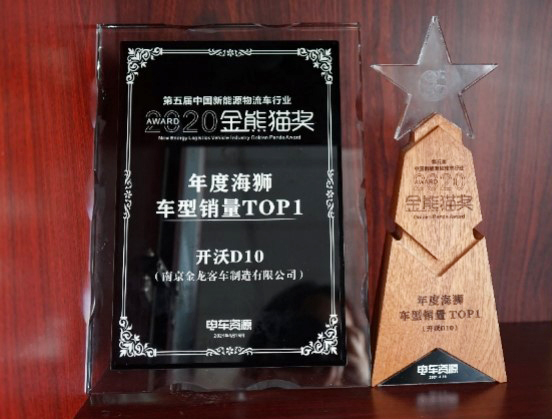 第五届中国新能源物流车行业
2020金熊猫奖
AWARD
New Energy Logistics Vehicle Industry Golden Panda Award
年度海狮
车型销量TOP1
开沃D10
（南京金龙客车制造有限公司）
电车资源
第五届
中国新能源物流车行业
2020
AWARD
金熊猫奖
Golden Panda Award
年度海狮
车型销量 TOP1
（开沃D10）
电车资源